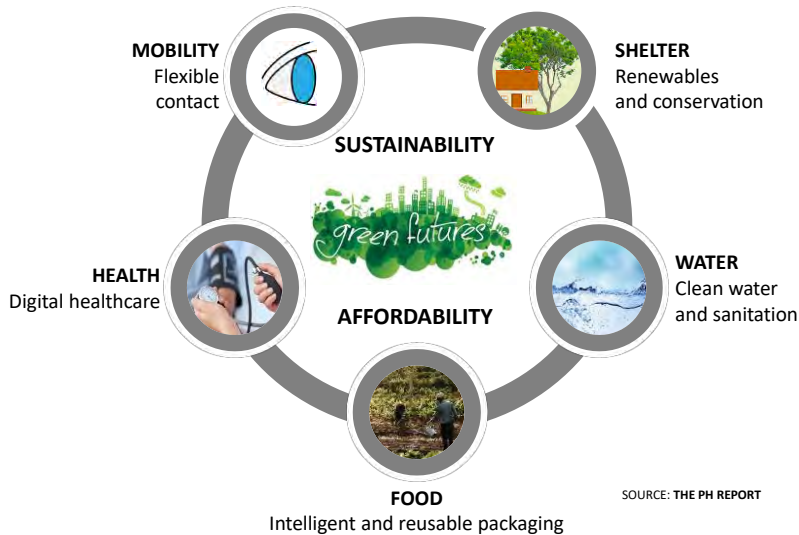 MOBILITY
Flexible
contact
SHELTER
Renewables
and conservation
SUSTAINABILITY
green futures
HEALTH
Digital healthcare
WATER
Clean water
and sanitation
AFFORDABILITY
FOOD
Intelligent and reusable packaging
SOURCE: THE PH REPORT